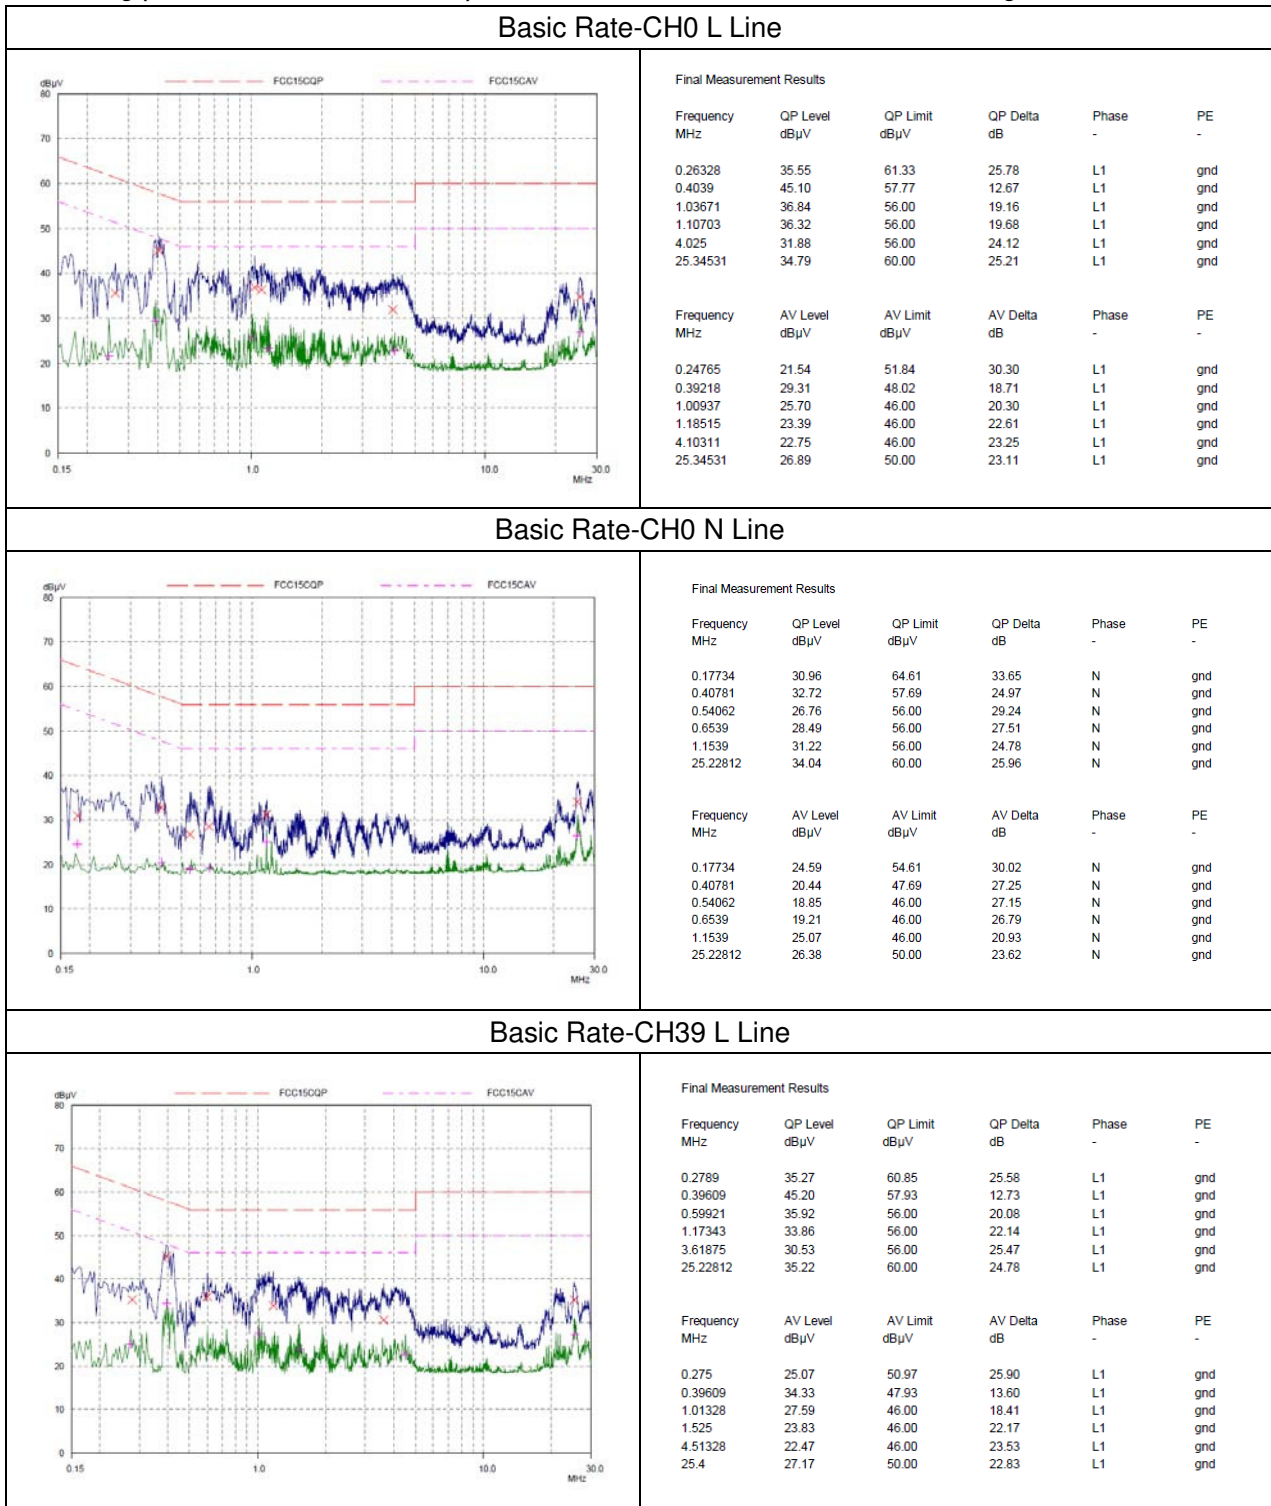 Basic Rate-CH0 L Line
dBµV
FCC15CQP
FCC15CAV
80
70
60
50
40
30
20
10
0
0.15
1.0
10.0
30.0
MHz
Final Measurement Results
Frequency QP Level QP Limit QP Delta Phase PE
MHz dBµV dBµV dB - -
0.26328 35.55 61.33 25.78 L1 gnd
0.4039 45.10 57.77 12.67 L1 gnd
1.03671 36.84 56.00 19.16 L1 gnd
1.10703 36.32 56.00 19.68 L1 gnd
4.025 31.88 56.00 24.12 L1 gnd
25.34531 34.79 60.00 25.21 L1 gnd
Frequency AV Level AV Limit AV Delta Phase PE
MHz dBµV dBµV dB - -
0.24765 21.54 51.84 30.30 L1 gnd
0.39218 29.31 48.02 18.71 L1 gnd
1.00937 25.70 46.00 20.30 L1 gnd
1.18515 23.39 46.00 22.61 L1 gnd
4.10311 22.75 46.00 23.25 L1 gnd
25.34531 26.89 50.00 23.11 L1 gnd
Basic Rate-CH0 N Line
dBµV
FCC15CQP
FCC15CAV
80
70
60
50
40
30
20
10
0
0.15
1.0
10.0
30.0
MHz
Final Measurement Results
Frequency QP Level QP Limit QP Delta Phase PE
MHz dBµV dBµV dB - -
0.17734 30.96 64.61 33.65 N gnd
0.40781 32.72 57.69 24.97 N gnd
0.54062 26.76 56.00 29.24 N gnd
0.6539 28.49 56.00 27.51 N gnd
1.1539 31.22 56.00 24.78 N gnd
25.22812 34.04 60.00 25.96 N gnd
Frequency AV Level AV Limit AV Delta Phase PE
MHz dBµV dBµV dB - -
0.17734 24.59 54.61 30.02 N gnd
0.40781 20.44 47.69 27.25 N gnd
0.54062 18.85 46.00 27.15 N gnd
0.6539 19.21 46.00 26.79 N gnd
1.1539 25.07 46.00 20.93 N gnd
25.22812 26.38 50.00 23.62 N gnd
Basic Rate-CH39 L Line
dBµV
FCC15CQP
FCC15CAV
80
70
60
50
40
30
20
10
0
0.15
1.0
10.0
30.0
MHz
Final Measurement Results
Frequency QP Level QP Limit QP Delta Phase PE
MHz dBµV dBµV dB - -
0.2789 35.27 60.85 25.58 L1 gnd
0.39609 45.20 57.93 12.73 L1 gnd
0.59921 35.92 56.00 20.08 L1 gnd
1.17343 33.86 56.00 22.14 L1 gnd
3.61875 30.53 56.00 25.47 L1 gnd
25.22812 35.22 60.00 24.78 L1 gnd
Frequency AV Level AV Limit AV Delta Phase PE
MHz dBµV dBµV dB - -
0.275 25.07 50.97 25.90 L1 gnd
0.39609 34.33 47.93 13.60 L1 gnd
1.01328 27.59 46.00 18.41 L1 gnd
1.525 23.83 46.00 22.17 L1 gnd
4.51328 22.47 46.00 23.53 L1 gnd
25.4 27.17 50.00 22.83 L1 gnd